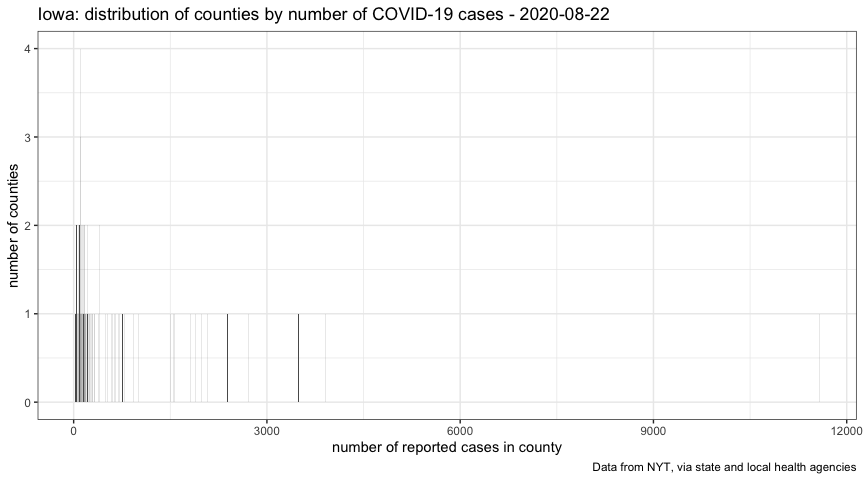 Iowa: distribution of counties by number of COVID-19 cases - 2020-08-22
number of counties
4
3
2
1
0
0 3000 6000 9000 12000
number of reported cases in county
Data from NYT, via state and local health agencies